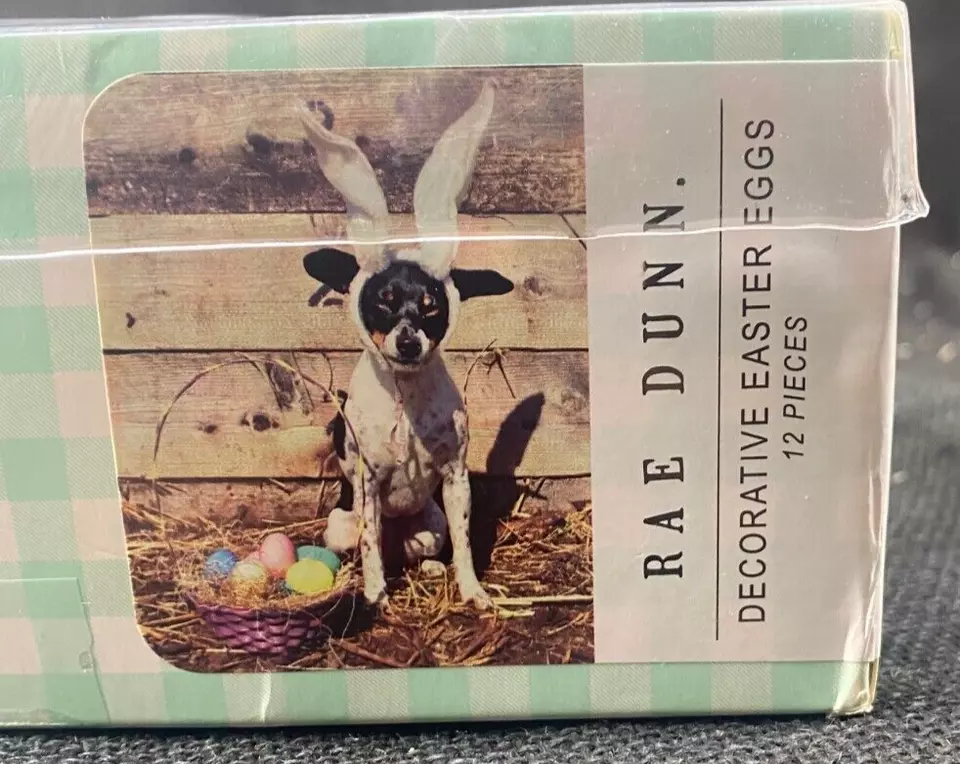 RAE DUNN.
DECORATIVE EASTER EGGS
12 PIECES